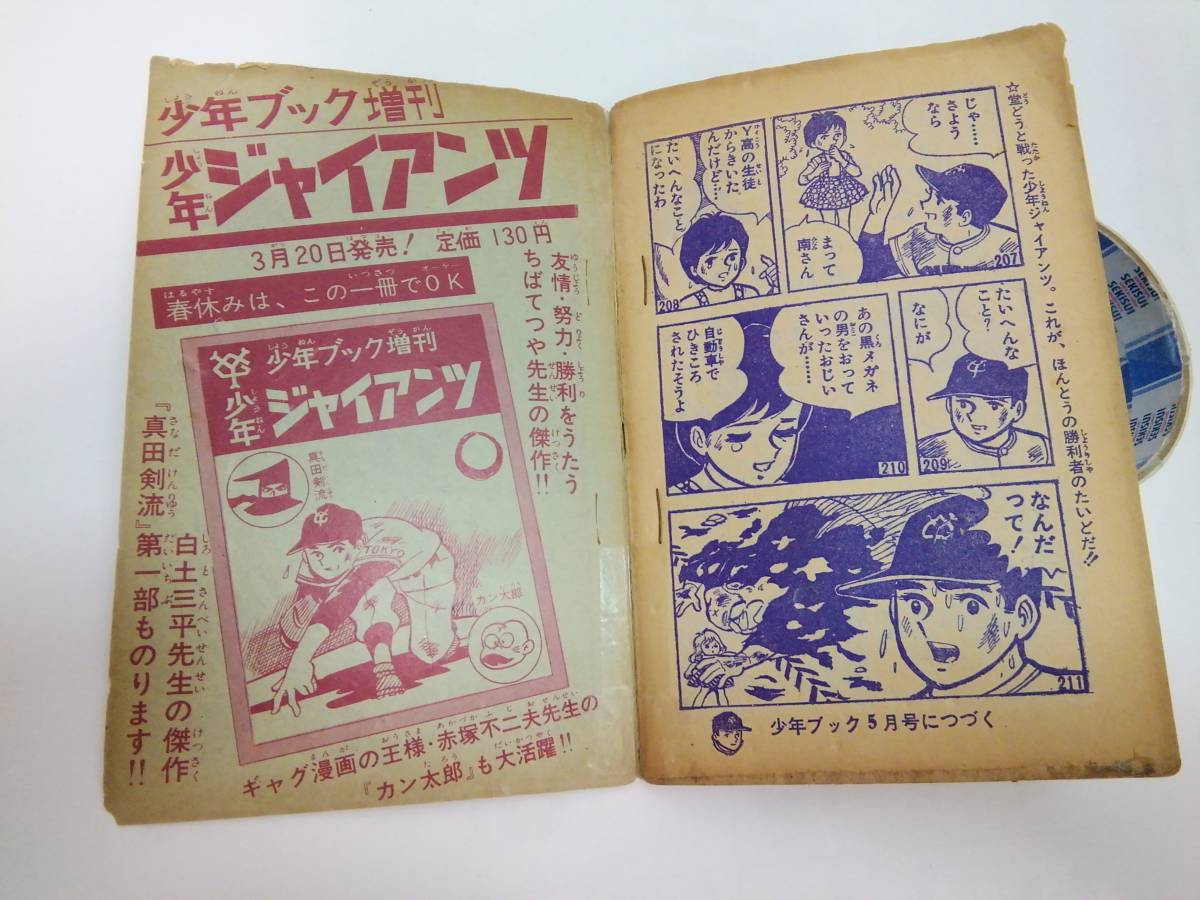 少年ブック増刊
少年ジャイアンツ
3月20日発売! 定価 130円
春休みは、この一冊でOK
友情・努力・勝利をうたう
ちばてつや先生の傑作!!
少年ブック増刊
少年ジャイアンツ
真田剣流
TOKYO
カン太郎
白土三平先生の傑作
『真田剣流』第一部ものります!!
ギャグ漫画の王様・赤塚不二夫先生の
『カン太郎』も大活躍!!
☆堂どうと戦った少年ジャイアンツ。これが、ほんとうの勝利者のたいどだ!!
じゃ……
さよう
なら
まって
南さん
207
Y高の生徒
からきいた
んだけど…
たいへんなこと
になったわ
208
たいへんな
こと?
なにが
209
あの黒メガネ
の男をおって
いったおじい
さんが……
自動車で
ひきころ
されたそうよ
210
なんだ
って!
211
少年ブック5月号につづく
SEKISUI